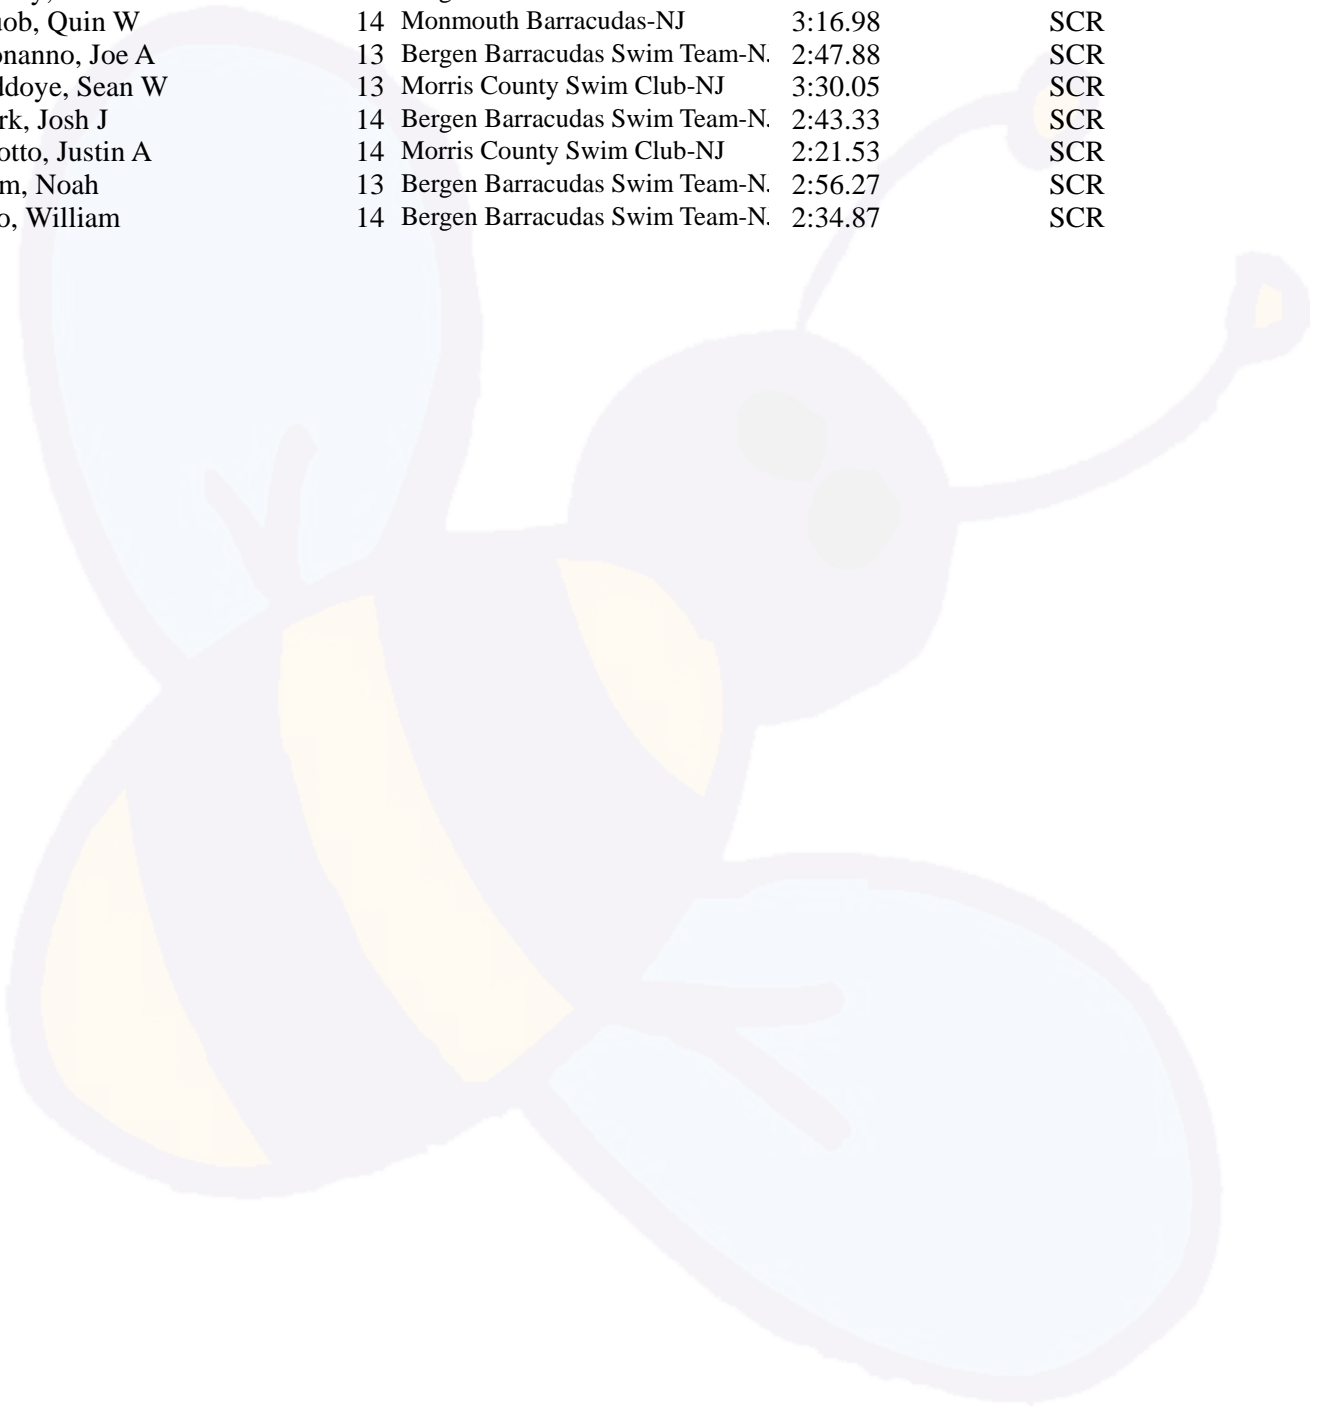 ob, Quin W 14 Monmouth Barracudas-NJ 3:16.98 SCR
onanno, Joe A 13 Bergen Barracudas Swim Team-N. 2:47.88 SCR
ddoye, Sean W 13 Morris County Swim Club-NJ 3:30.05 SCR
rk, Josh J 14 Bergen Barracudas Swim Team-N. 2:43.33 SCR
otto, Justin A 14 Morris County Swim Club-NJ 2:21.53 SCR
m, Noah 13 Bergen Barracudas Swim Team-N. 2:56.27 SCR
o, William 14 Bergen Barracudas Swim Team-N. 2:34.87 SCR